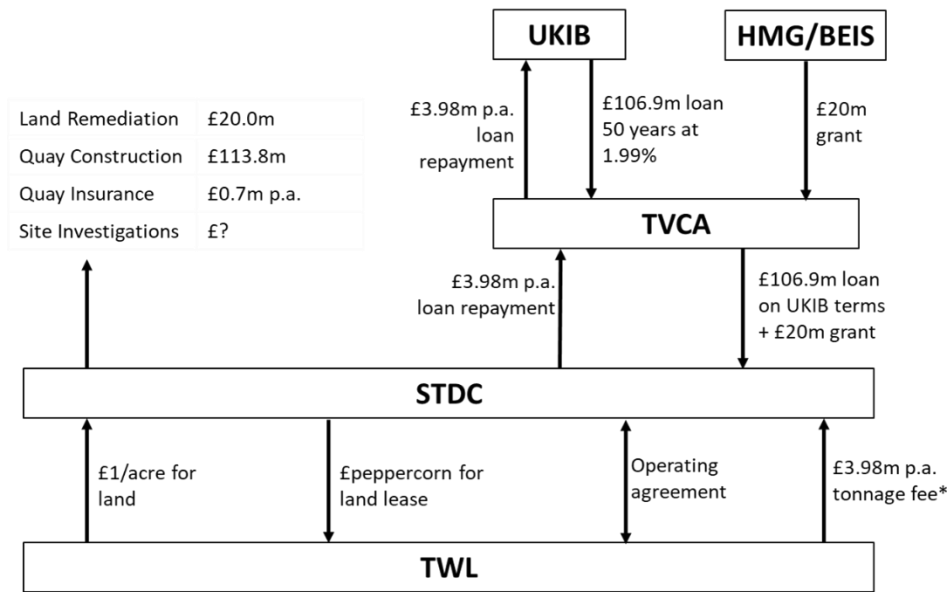 UKIB
HMG/BEIS
£3.98m p.a.
loan
repayment
£106.9m loan
50 years at
1.99%
£20m
grant
Land Remediation £20.0m
Quay Construction £113.8m
Quay Insurance £0.7m p.a.
Site Investigations £?
TVCA
£3.98m p.a.
loan repayment
£106.9m loan
on UKIB terms
+ £20m grant
STDC
£1/acre for
land
£peppercorn for
land lease
Operating
agreement
£3.98m p.a.
tonnage fee*
TWL